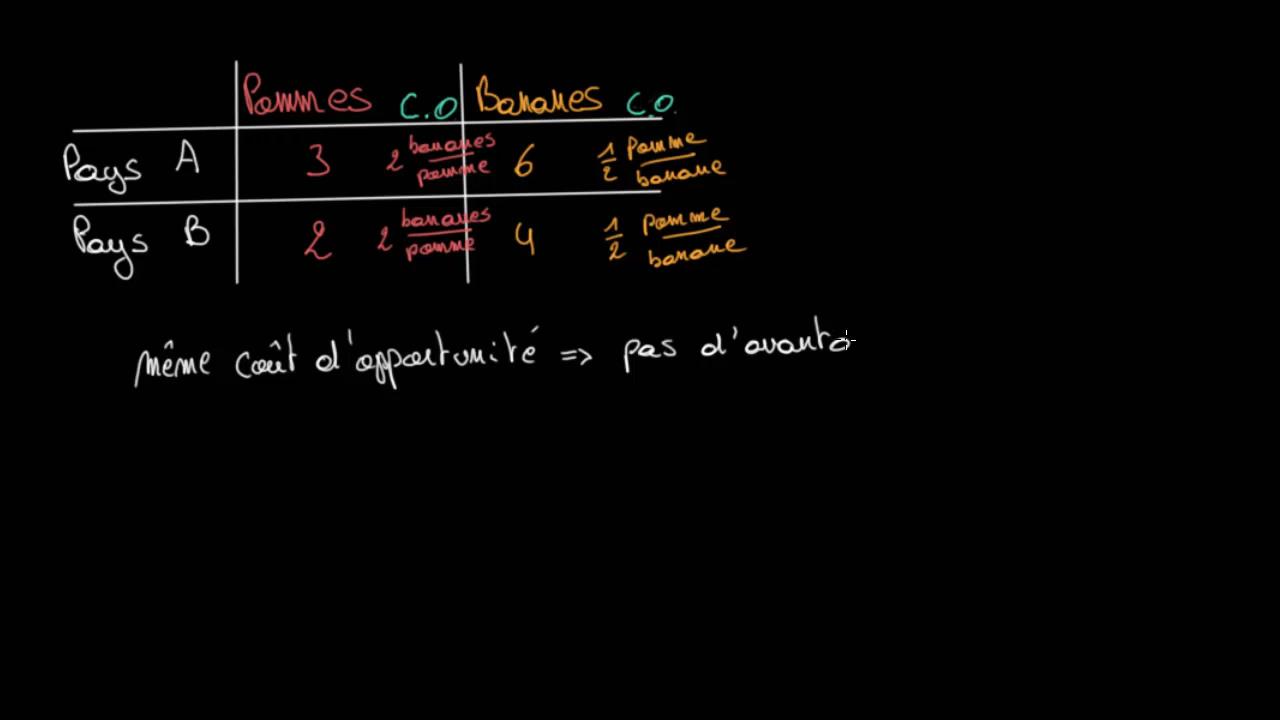 Pommes C.O Bananes C.O.
Pays A 3 2 bananes/pomme 6 1/2 pomme/banane
Pays B 2 2 bananes/pomme 4 1/2 pomme/banane
même coût d'opportunité => pas d'avanta